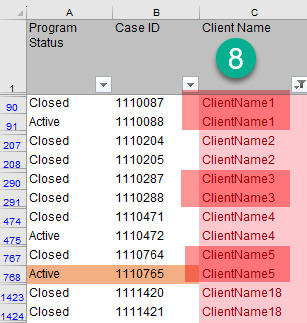 A B C
1 Program Status Case ID Client Name
8
90 Closed 1110087 ClientName1
91 Active 1110088 ClientName1
207 Closed 1110204 ClientName2
208 Closed 1110205 ClientName2
290 Closed 1110287 ClientName3
291 Closed 1110288 ClientName3
474 Closed 1110471 ClientName4
475 Active 1110472 ClientName4
767 Closed 1110764 ClientName5
768 Active 1110765 ClientName5
1423 Closed 1111420 ClientName18
1424 Closed 1111421 ClientName18